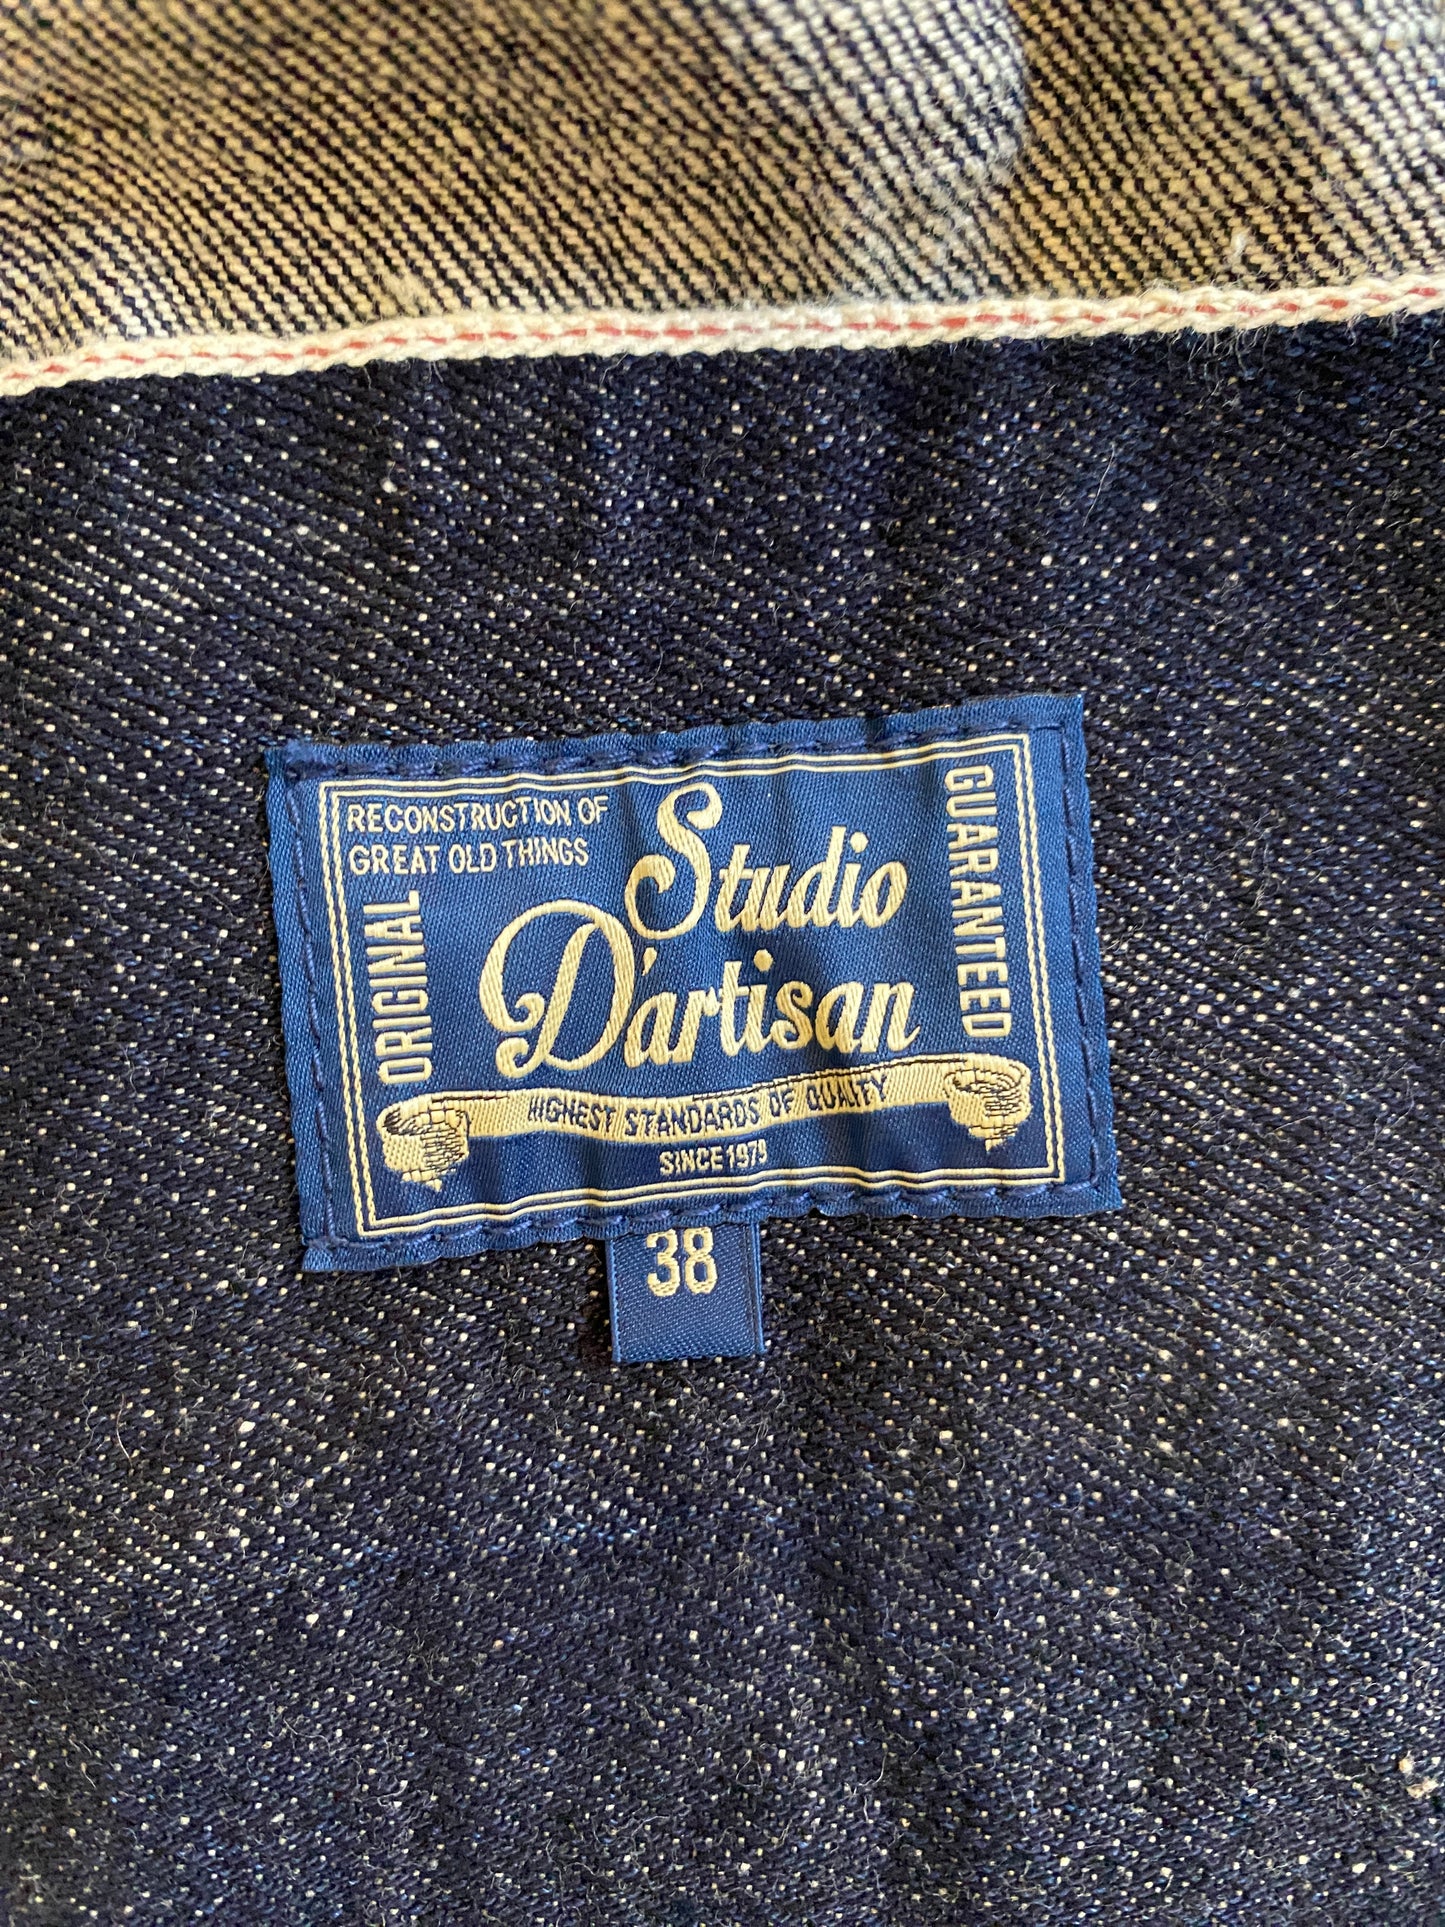 RECONSTRUCTION OF
GREAT OLD THINGS
ORIGINAL
Studio
D'artisan
GUARANTEED
HIGHEST STANDARDS OF QUALITY
SINCE 1979
38